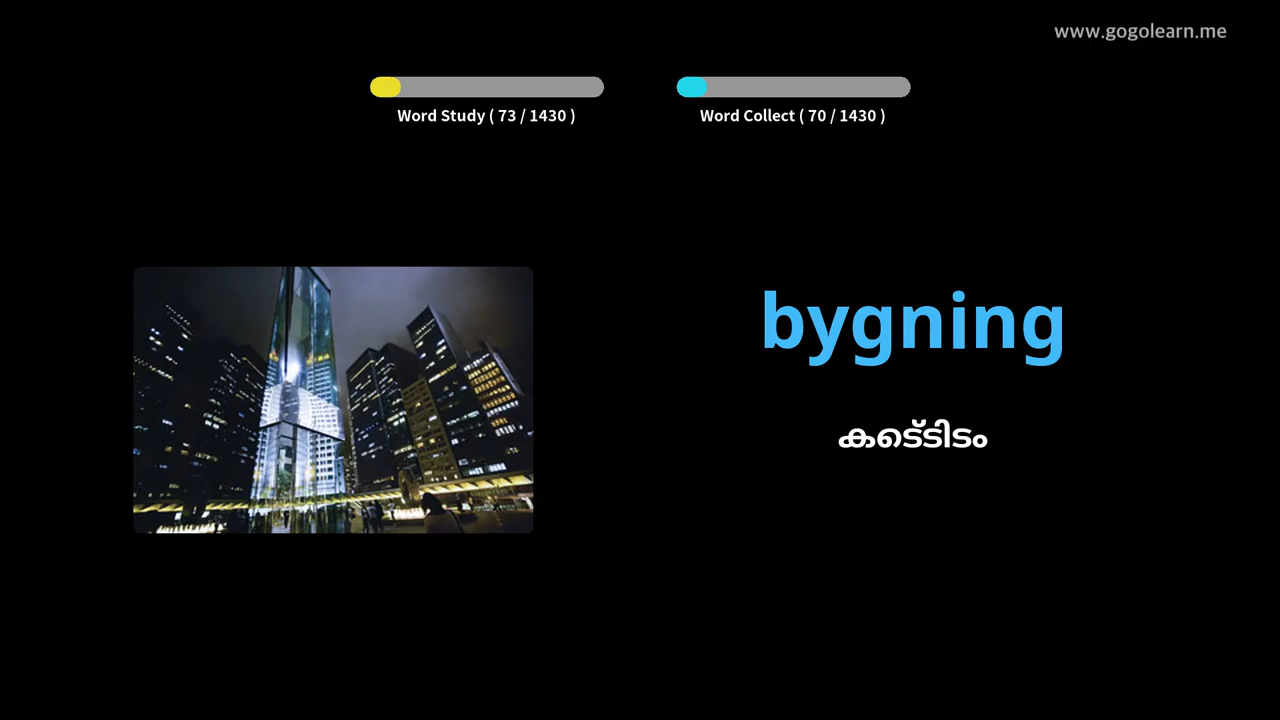 www.gogolearn.me
Word Study ( 73 / 1430 )
Word Collect ( 70 / 1430 )
bygning
കെട്ടിടം